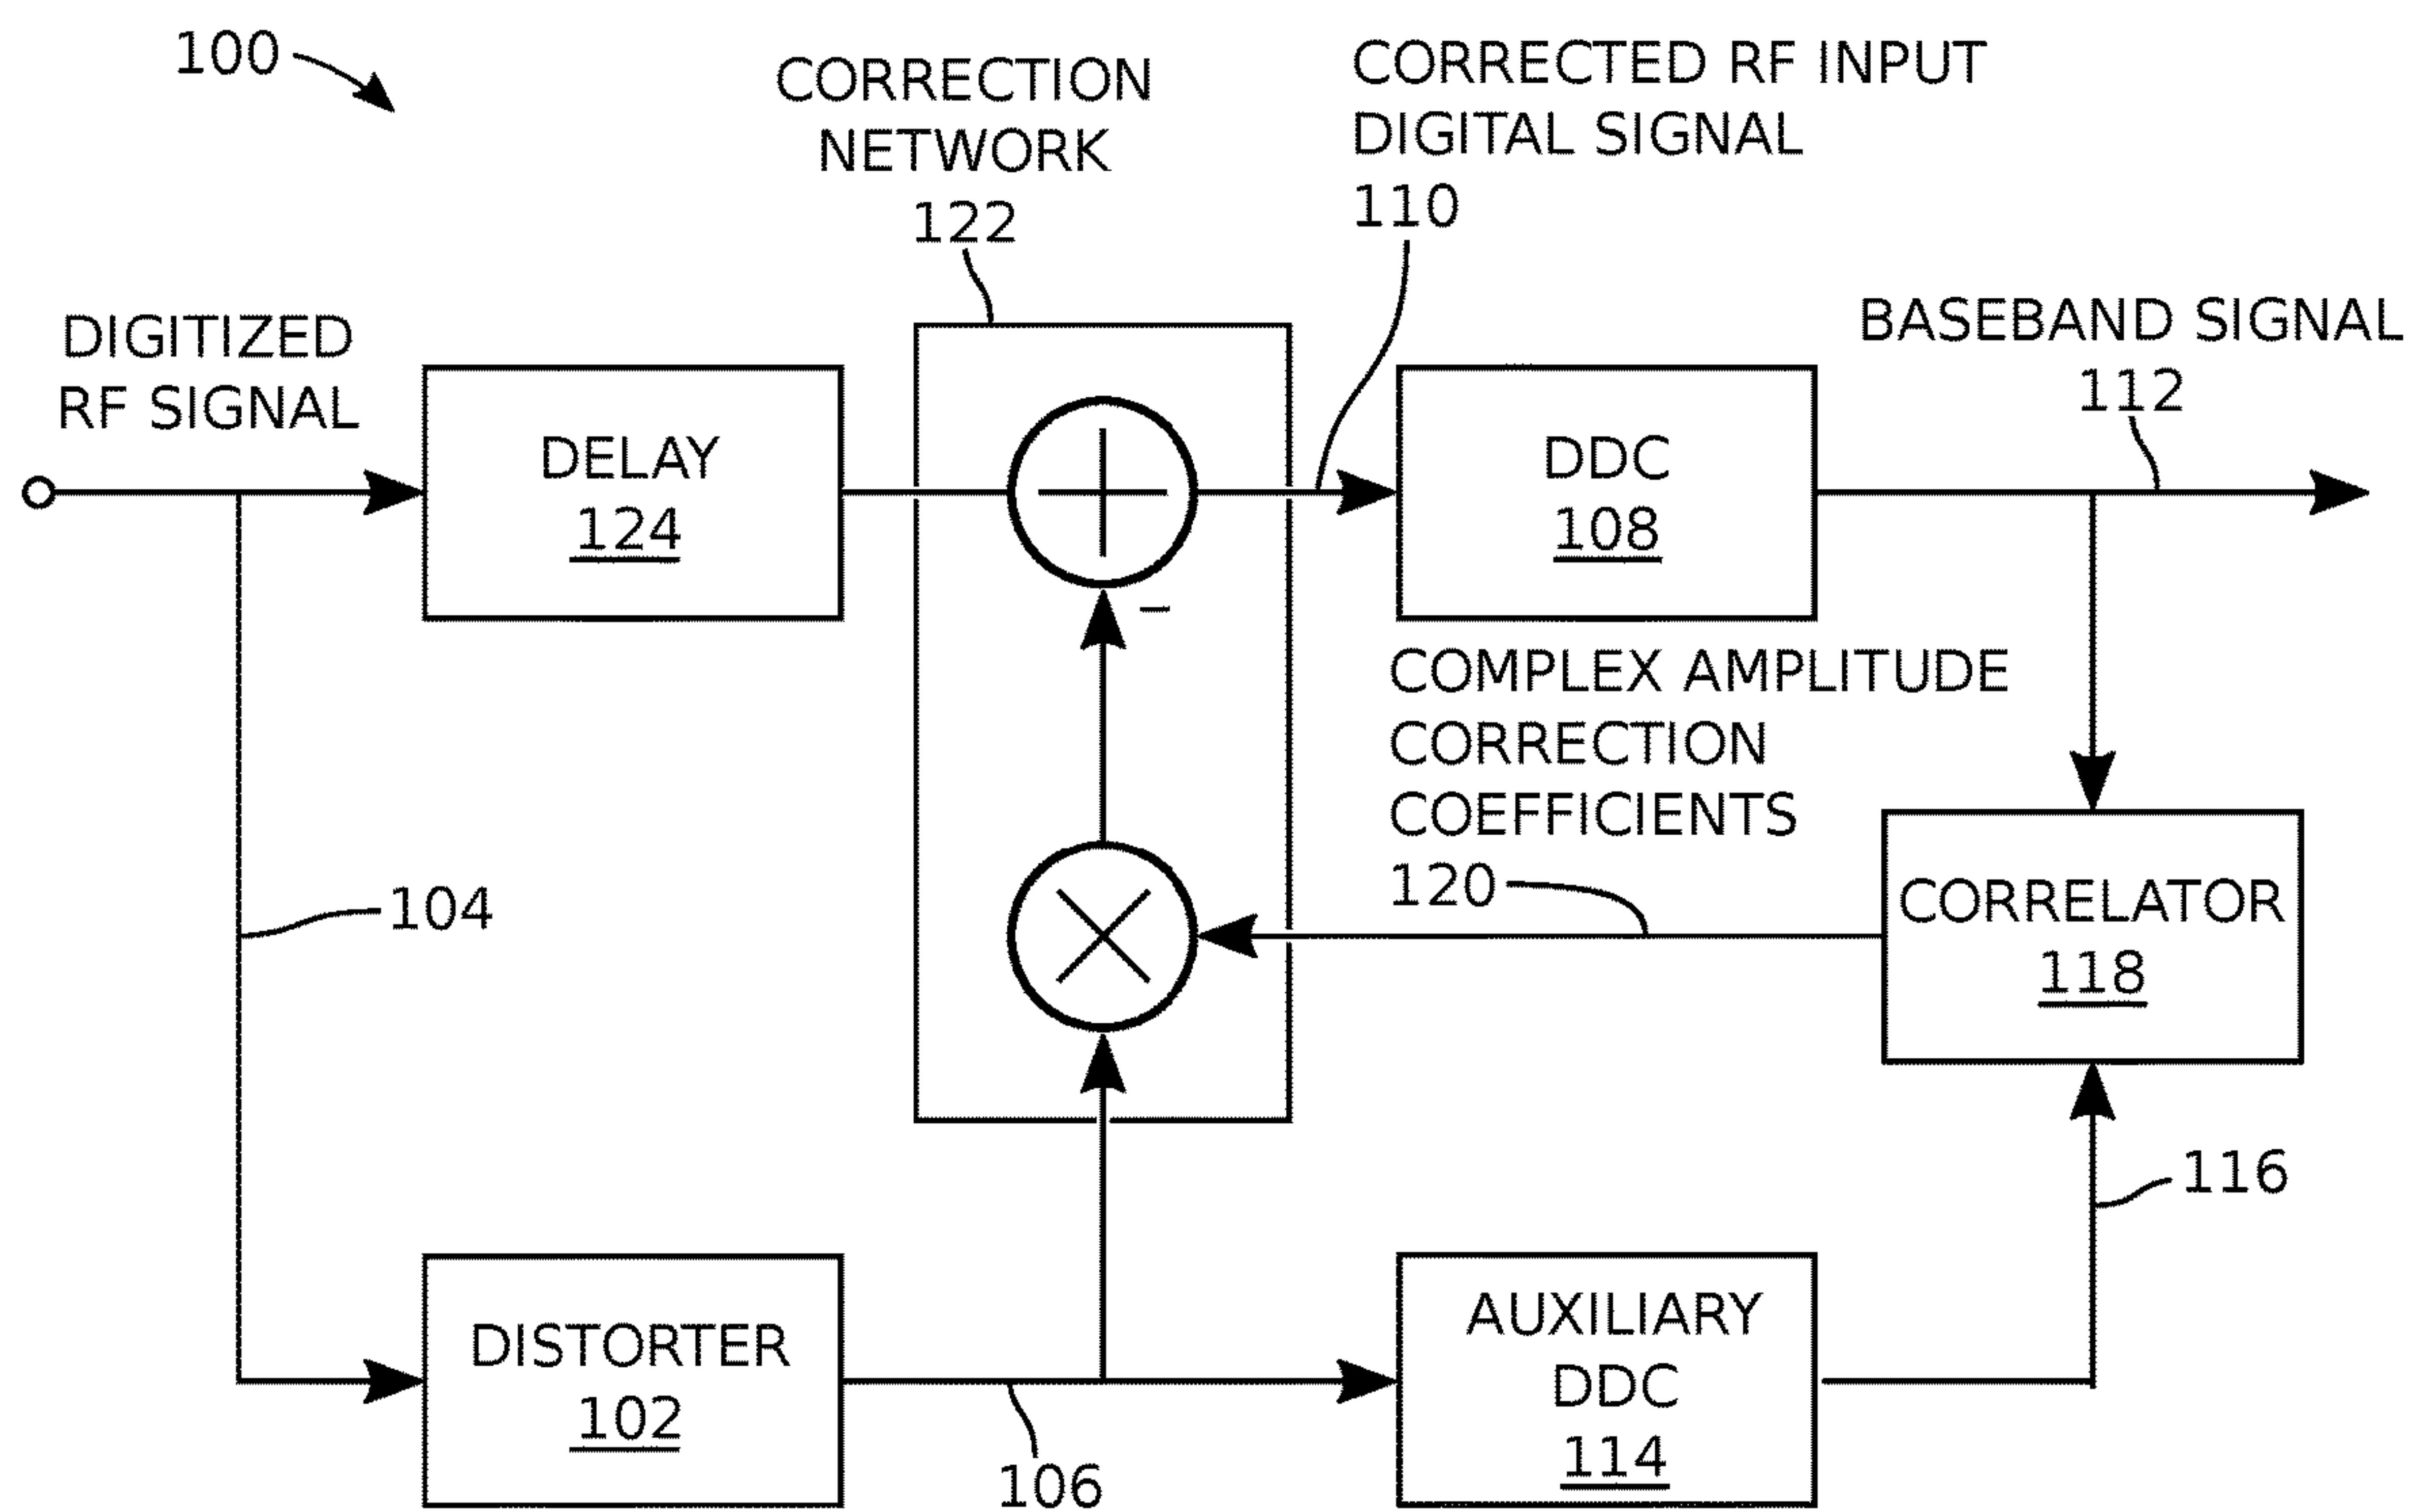 100
CORRECTION
NETWORK
122
CORRECTED RF INPUT
DIGITAL SIGNAL
110
DIGITIZED
RF SIGNAL
BASEBAND SIGNAL
112
DELAY
124
+
DDC
108
–
COMPLEX AMPLITUDE
CORRECTION
COEFFICIENTS
120
104
×
CORRELATOR
118
116
DISTORTER
102
106
AUXILIARY
DDC
114